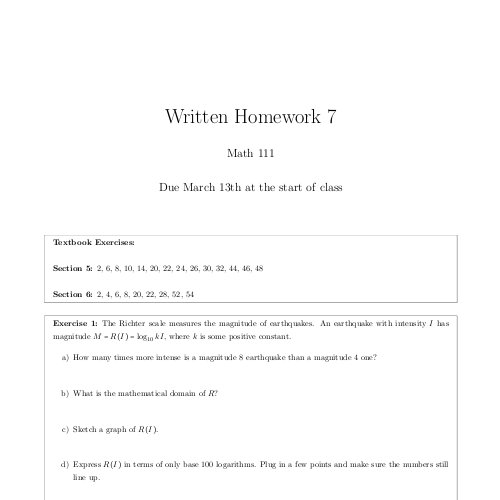 Written Homework 7
Math 111
Due March 13th at the start of class
Textbook Exercises:
Section 5: 2, 6, 8, 10, 14, 20, 22, 24, 26, 30, 32, 44, 46, 48
Section 6: 2, 4, 6, 8, 20, 22, 28, 52, 54
Exercise 1: The Richter scale measures the magnitude of earthquakes. An earthquake with intensity I has
magnitude M = R(I) = log₁₀ kI, where k is some positive constant.
a) How many times more intense is a magnitude 8 earthquake than a magnitude 4 one?
b) What is the mathematical domain of R?
c) Sketch a graph of R(I).
d) Express R(I) in terms of only base 100 logarithms. Plug in a few points and make sure the numbers still
line up.